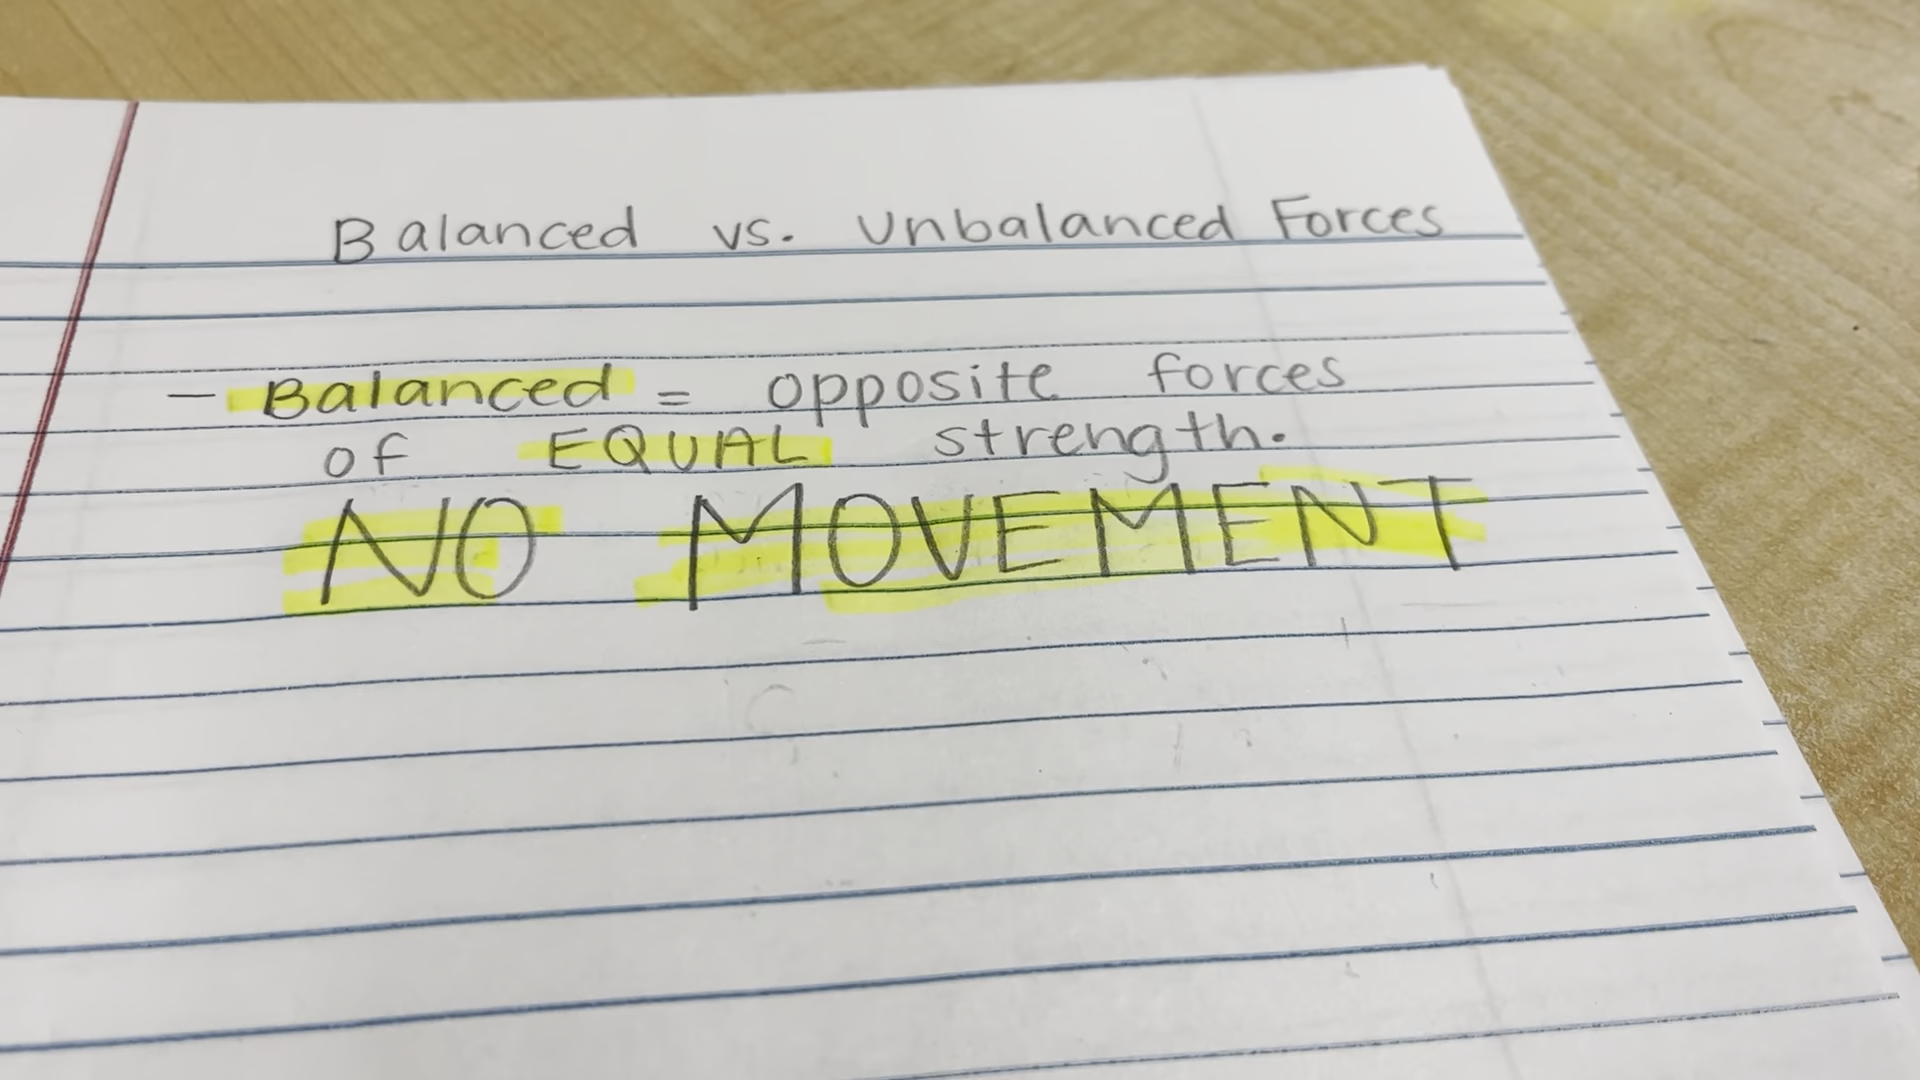 Balanced vs. Unbalanced Forces
- Balanced = opposite forces
of EQUAL strength.
NO MOVEMENT